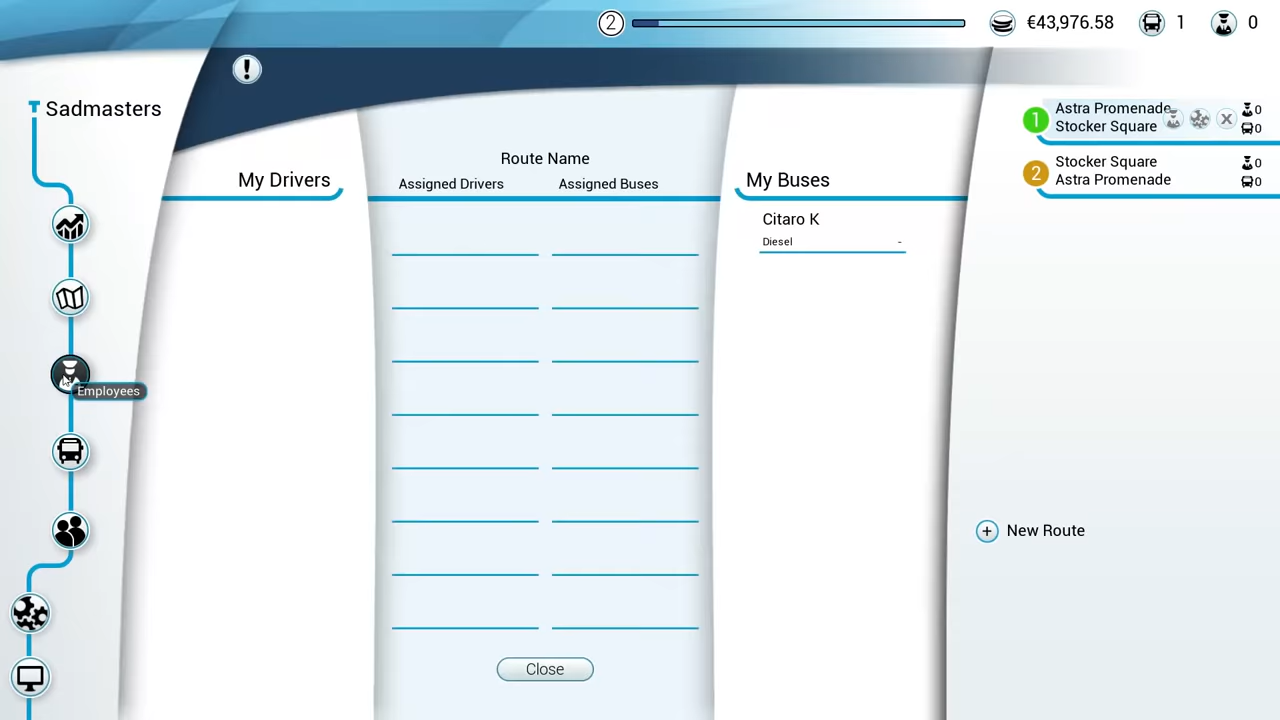 2
€43,976.58
1
0
!
Sadmasters
Employees
My Drivers
Route Name
Assigned Drivers
Assigned Buses
Close
My Buses
Citaro K
Diesel -
1
Astra Promenade
Stocker Square
0
0
2
Stocker Square
Astra Promenade
0
0
+ New Route